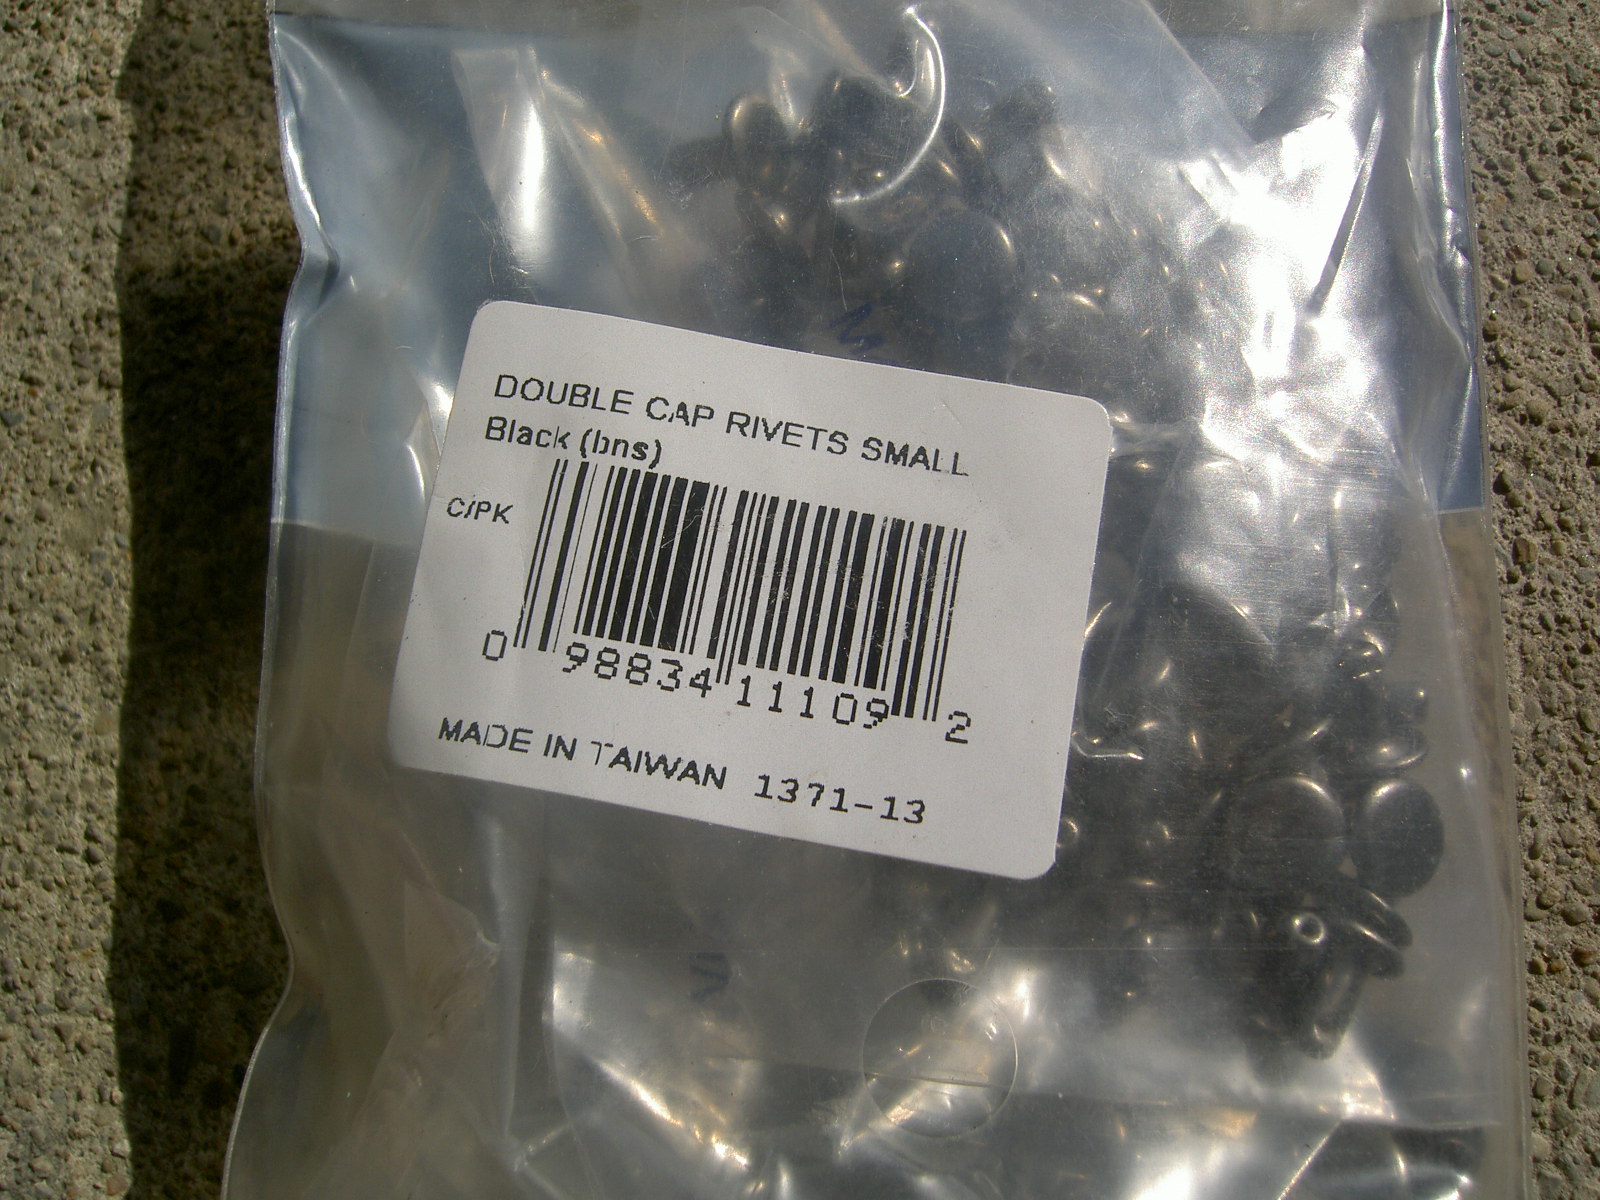 DOUBLE CAP RIVETS SMALL
Black (bns)
C/PK
0 98834 11109 2
MADE IN TAIWAN 1371-13